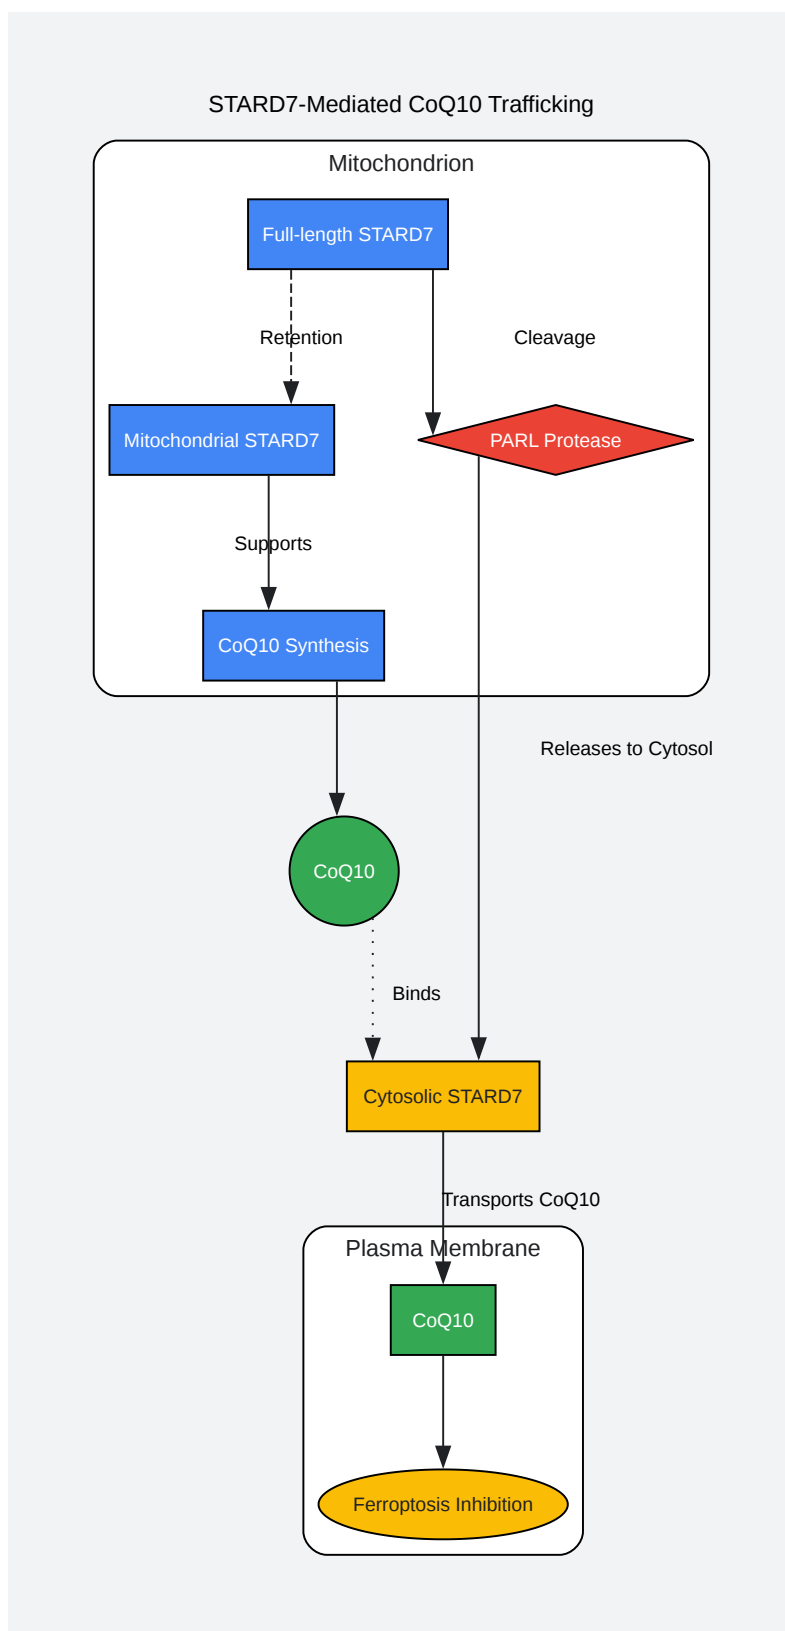 STARD7-Mediated CoQ10 Trafficking
Mitochondrion
Full-length STARD7
Retention
Cleavage
Mitochondrial STARD7
PARL Protease
Supports
CoQ10 Synthesis
Releases to Cytosol
CoQ10
Binds
Cytosolic STARD7
Transports CoQ10
Plasma Membrane
CoQ10
Ferroptosis Inhibition